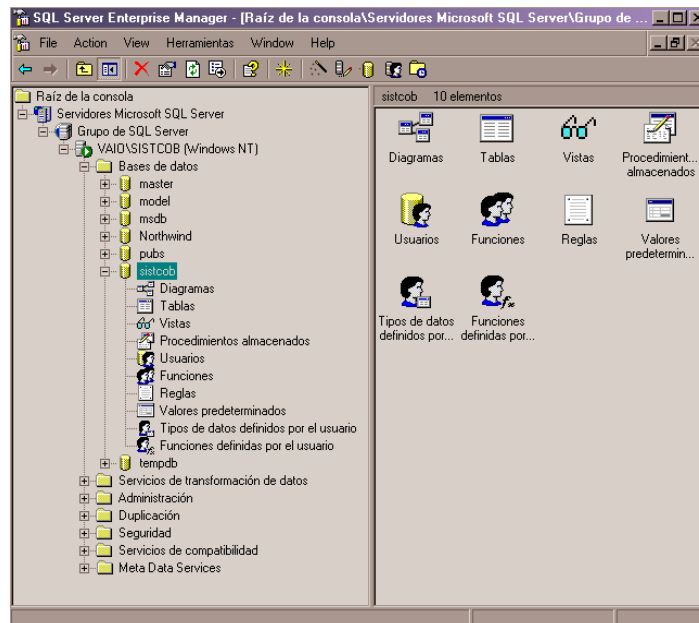 SQL Server Enterprise Manager - [Raíz de la consola\Servidores Microsoft SQL Server\Grupo de ...
File Action View Herramientas Window Help
Raíz de la consola
Servidores Microsoft SQL Server
Grupo de SQL Server
VAIO\SISTCOB (Windows NT)
Bases de datos
master
model
msdb
Northwind
pubs
sistcob
Diagramas
Tablas
Vistas
Procedimientos almacenados
Usuarios
Funciones
Reglas
Valores predeterminados
Tipos de datos definidos por el usuario
Funciones definidas por el usuario
tempdb
Servicios de transformación de datos
Administración
Duplicación
Seguridad
Servicios de compatibilidad
Meta Data Services
sistcob 10 elementos
Diagramas
Tablas
Vistas
Procedimient...
almacenados
Usuarios
Funciones
Reglas
Valores
predetermin...
Tipos de datos
definidos por...
Funciones
definidas por...